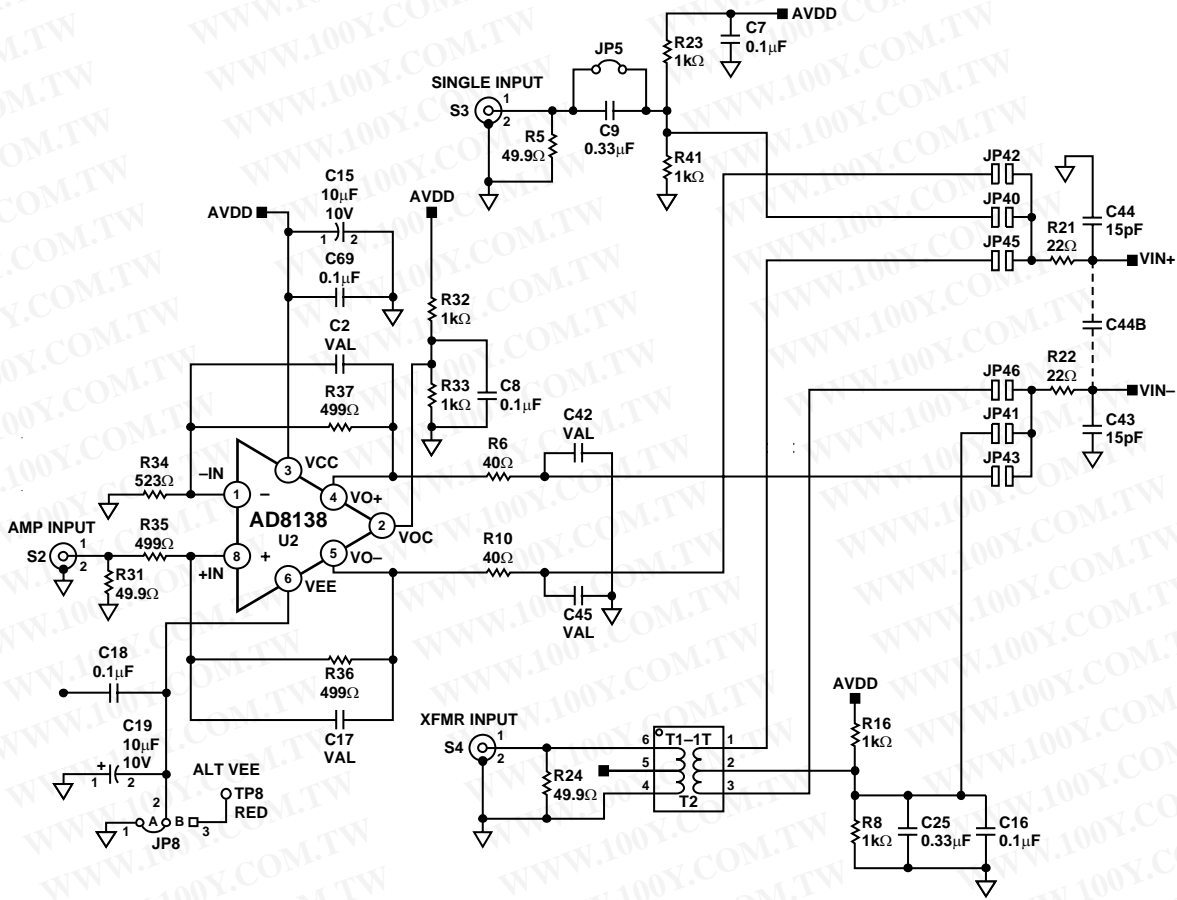 AVDD
C7
0.1µF
R23
1kΩ
JP5
SINGLE INPUT
S3
1
2
R5
49.9Ω
C9
0.33µF
R41
1kΩ
JP42
JP40
JP45
C44
15pF
R21
22Ω
VIN+
C44B
R22
22Ω
VIN–
C43
15pF
JP46
JP41
JP43
C15
10µF
10V
1
2
AVDD
C69
0.1µF
AVDD
R32
1kΩ
R33
1kΩ
C8
0.1µF
C2
VAL
R37
499Ω
R34
523Ω
–IN
1
–
3
VCC
4
VO+
AD8138
U2
2
VOC
5
VO–
6
VEE
8
+
+IN
AMP INPUT
S2
1
2
R35
499Ω
R31
49.9Ω
R6
40Ω
C42
VAL
R10
40Ω
C45
VAL
R36
499Ω
C17
VAL
C18
0.1µF
C19
10µF
10V
+
1
2
ALT VEE
TP8
RED
2
1
A
B
3
JP8
XFMR INPUT
S4
1
2
R24
49.9Ω
6
5
4
T1–1T
T2
1
2
3
AVDD
R16
1kΩ
R8
1kΩ
C25
0.33µF
C16
0.1µF
WWW.100Y.COM.TW